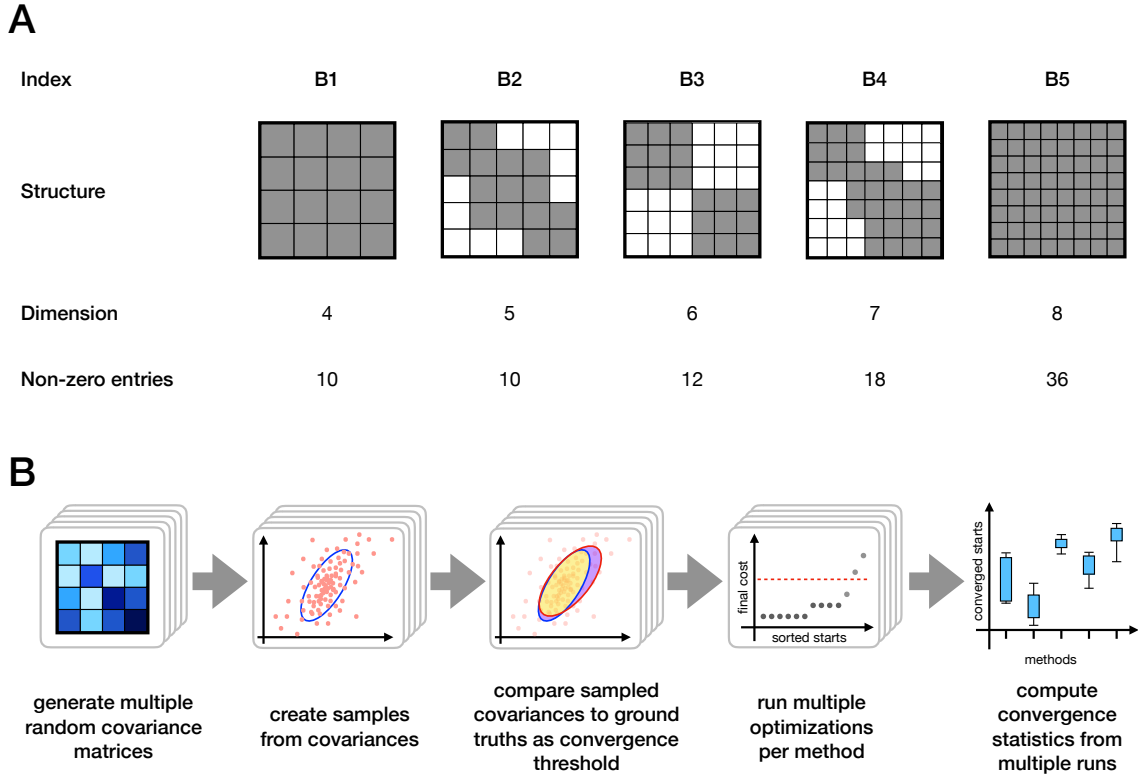 A
Index B1 B2 B3 B4 B5
Structure
Dimension 4 5 6 7 8
Non-zero entries 10 10 12 18 36
B
final cost
sorted starts
converged starts
methods
generate multiple
random covariance
matrices
create samples
from covariances
compare sampled
covariances to ground
truths as convergence
threshold
run multiple
optimizations
per method
compute
convergence
statistics from
multiple runs